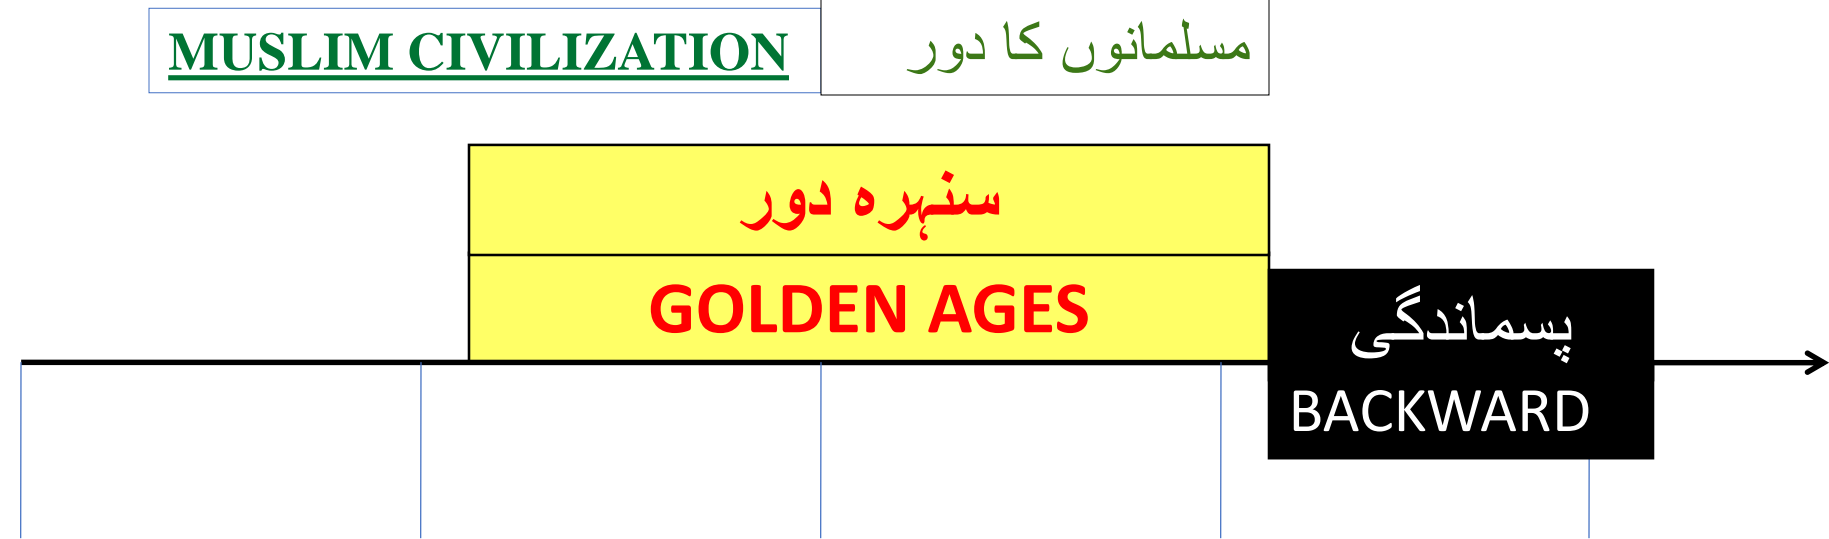 MUSLIM CIVILIZATION
مسلمانوں کا دور
سنہرہ دور
GOLDEN AGES
پسماندگی
BACKWARD